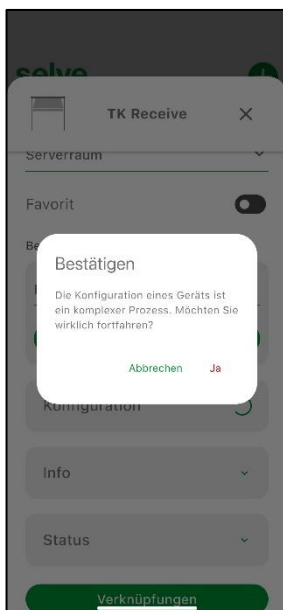 selve
TK Receive
Serverraum
Favorit
Be
Bestätigen
Die Konfiguration eines Geräts ist
ein komplexer Prozess. Möchten Sie
wirklich fortfahren?
Abbrechen Ja
Konfiguration
Info
Status
Verknüpfungen